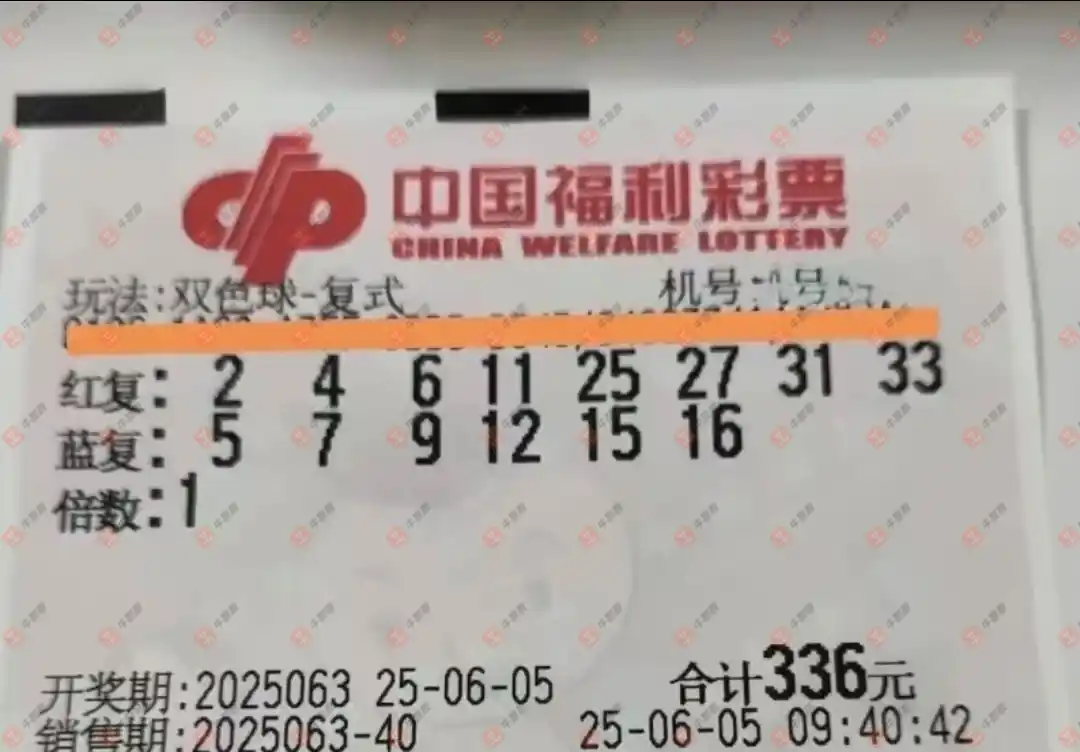 中国福利彩票
CHINA WELFARE LOTTERY
玩法:双色球-复式 机号:
红复: 2 4 6 11 25 27 31 33
蓝复: 5 7 9 12 15 16
倍数:1
开奖期:2025063 25-06-05 合计336元
销售期:2025063-40 25-06-05 09:40:42